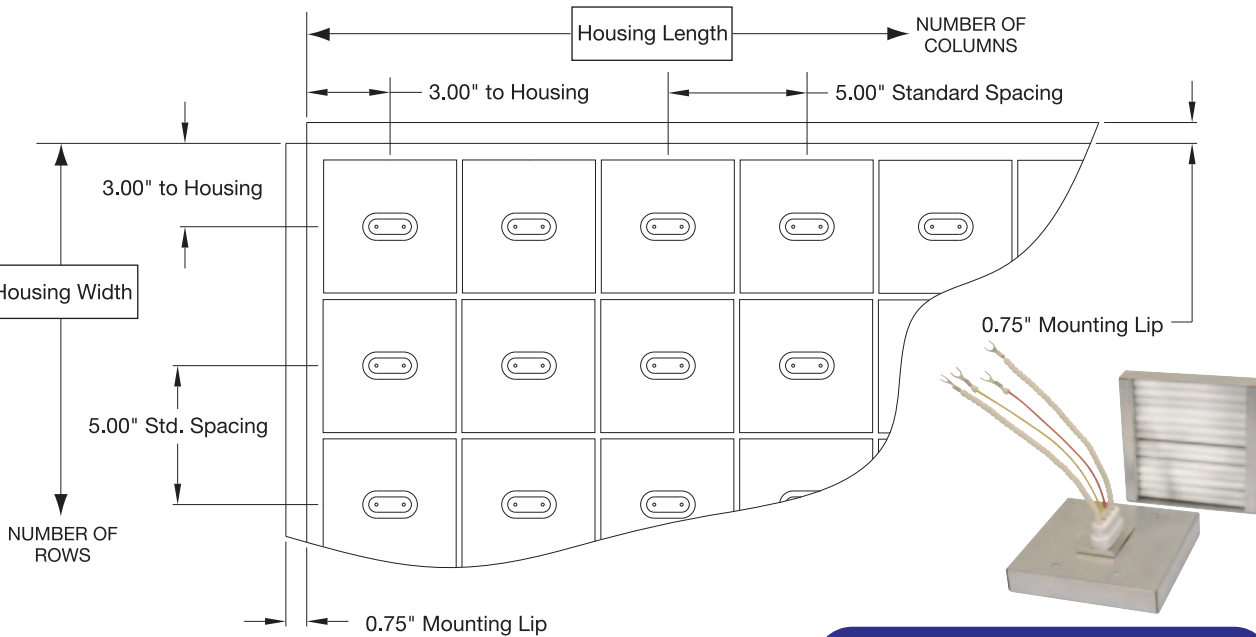 Housing Length
NUMBER OF
COLUMNS
3.00" to Housing
5.00" Standard Spacing
3.00" to Housing
Housing Width
0.75" Mounting Lip
5.00" Std. Spacing
NUMBER OF
ROWS
0.75" Mounting Lip